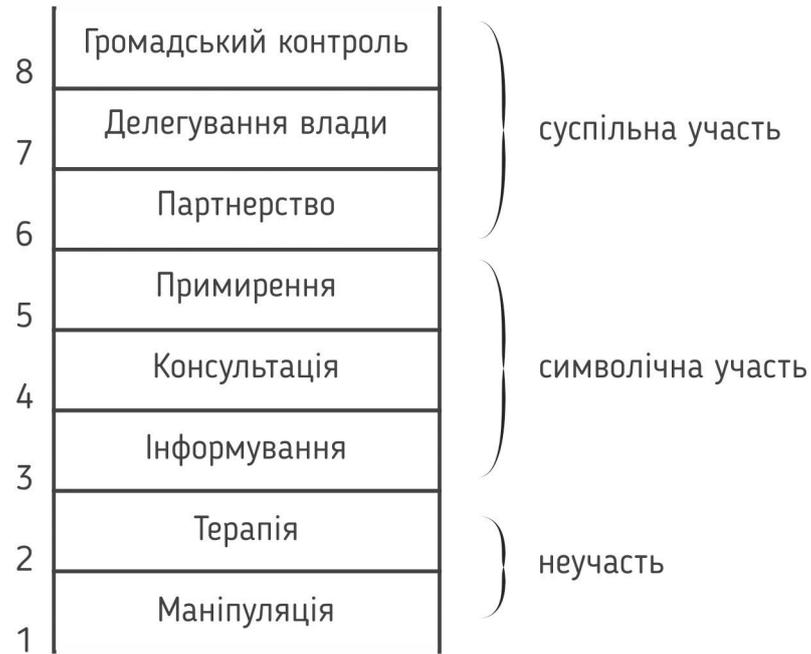 Громадський контроль
8
Делегування влади
суспільна участь
7
Партнерство
6
Примирення
5
Консультація
символічна участь
4
Інформування
3
Терапія
2
неучасть
Маніпуляція
1